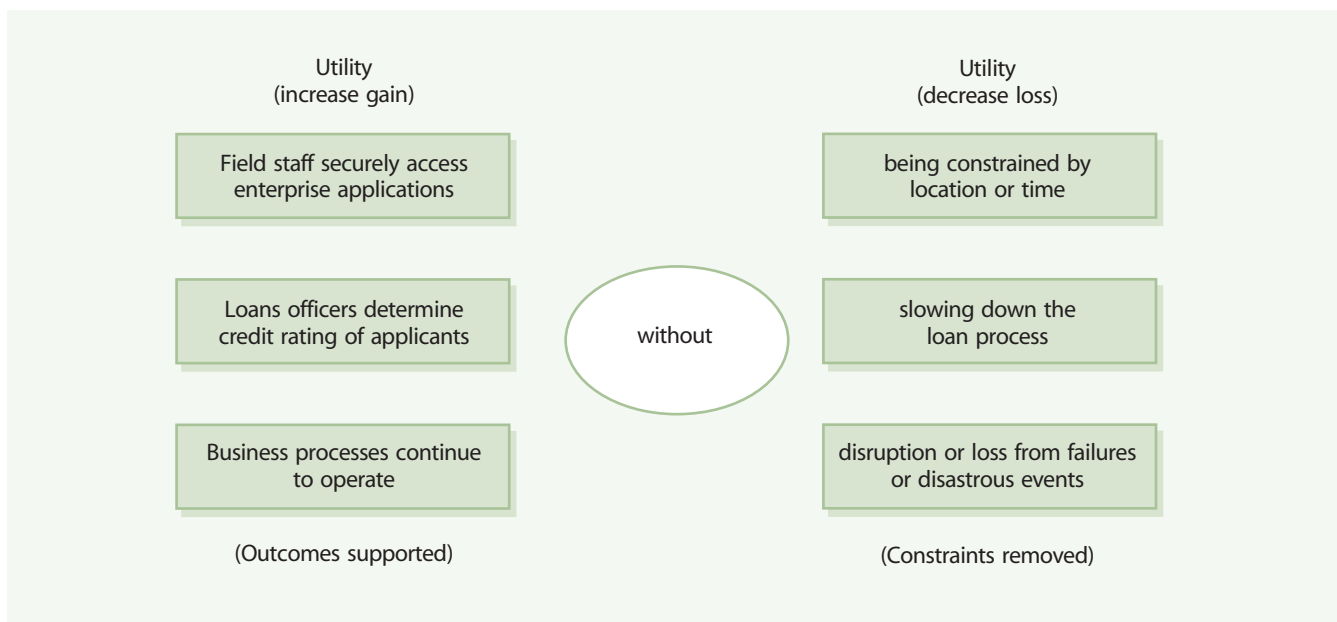 Utility
(increase gain)
Field staff securely access
enterprise applications
Loans officers determine
credit rating of applicants
Business processes continue
to operate
(Outcomes supported)
without
Utility
(decrease loss)
being constrained by
location or time
slowing down the
loan process
disruption or loss from failures
or disastrous events
(Constraints removed)